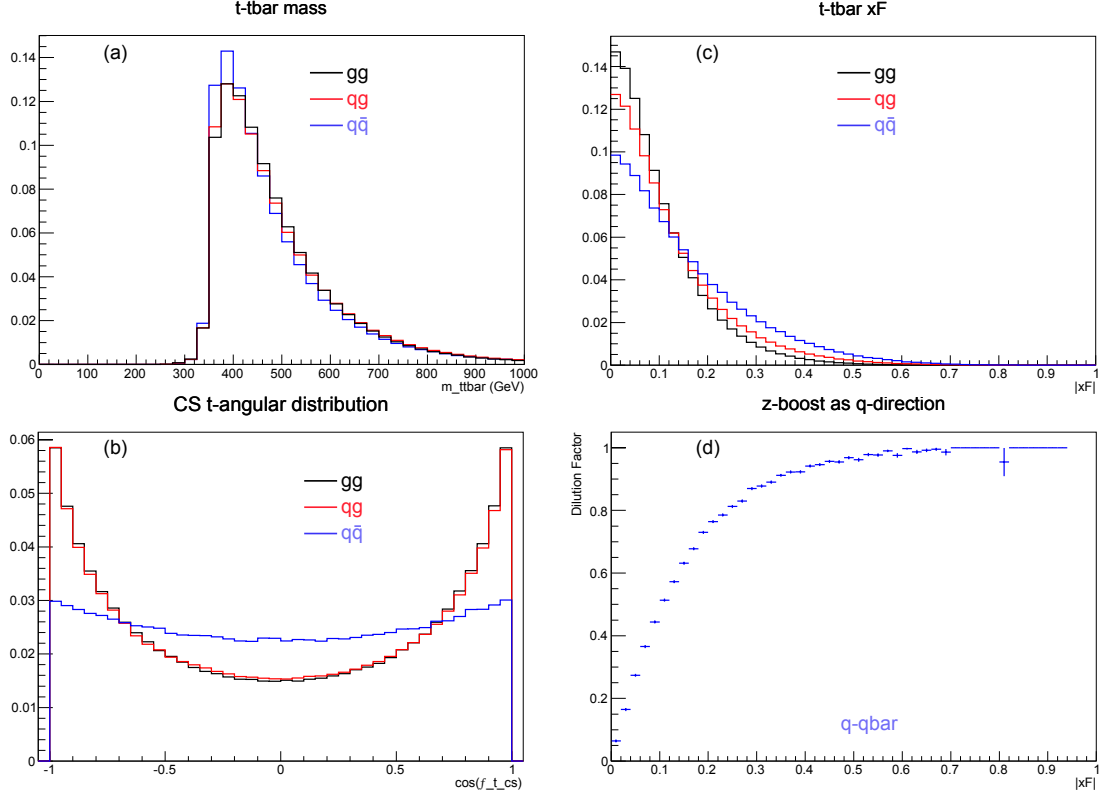 t-tbar mass
(a)
gg
qg
qq̄
0.14
0.12
0.1
0.08
0.06
0.04
0.02
0
0 100 200 300 400 500 600 700 800 900 1000
m_ttbar (GeV)
t-tbar xF
(c)
gg
qg
qq̄
0.14
0.12
0.1
0.08
0.06
0.04
0.02
0
0 0.1 0.2 0.3 0.4 0.5 0.6 0.7 0.8 0.9 1
|xF|
CS t-angular distribution
(b)
gg
qg
qq̄
0.06
0.05
0.04
0.03
0.02
0.01
0
-1 -0.5 0 0.5 1
cos(ƒ_t_cs)
z-boost as q-direction
(d)
Dilution Factor
1
0.8
0.6
0.4
0.2
0
q-qbar
0 0.1 0.2 0.3 0.4 0.5 0.6 0.7 0.8 0.9 1
|xF|